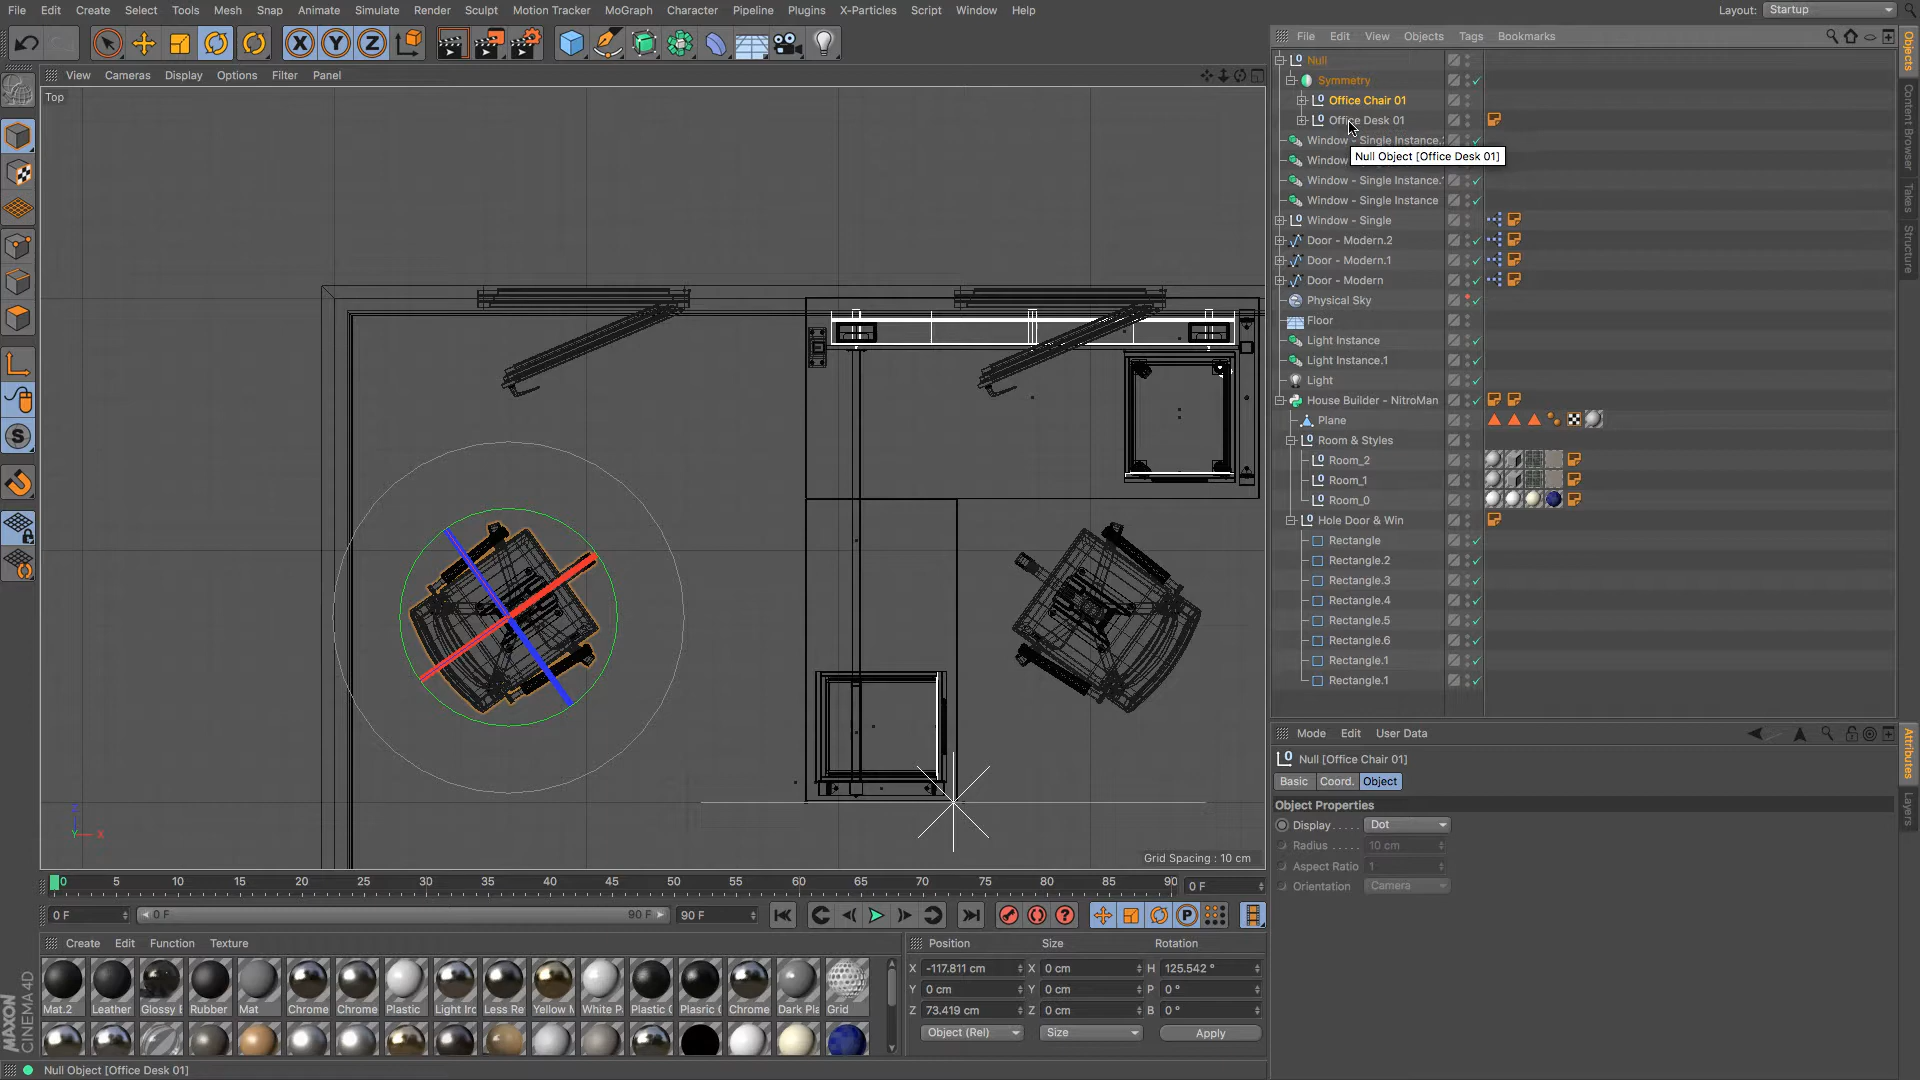 File Edit Create Select Tools Mesh Snap Animate Simulate Render Sculpt Motion Tracker MoGraph Character Pipeline Plugins X-Particles Script Window Help Layout: Startup
File Edit View Objects Tags Bookmarks
View Cameras Display Options Filter Panel
Top
Null
Symmetry
Office Chair 01
Office Desk 01
Window - Single Instance.
Null Object [Office Desk 01]
Window
Window - Single Instance.
Window - Single Instance
Window - Single
Door - Modern.2
Door - Modern.1
Door - Modern
Physical Sky
Floor
Light Instance
Light Instance.1
Light
House Builder - NitroMan
Plane
Room & Styles
Room_2
Room_1
Room_0
Hole Door & Win
Rectangle
Rectangle.2
Rectangle.3
Rectangle.4
Rectangle.5
Rectangle.6
Rectangle.1
Rectangle.1
Objects
Content Browser
Takes
Structure
Mode Edit User Data
Null [Office Chair 01]
Basic Coord. Object
Object Properties
Display Dot
Radius 10 cm
Aspect Ratio 1
Orientation Camera
Attributes
Layers
Y X
Grid Spacing : 10 cm
0 5 10 15 20 25 30 35 40 45 50 55 60 65 70 75 80 85 90 0 F
0 F 0 F 90 F 90 F
Create Edit Function Texture
Mat.2 Leather Glossy E Rubber Mat Chrome Chrome Plastic Light Iro Less Re Yellow M White P Plastic C Plasric C Chrome Dark Pla Grid
Position Size Rotation
X -117.811 cm X 0 cm H 125.542 °
Y 0 cm Y 0 cm P 0 °
Z 73.419 cm Z 0 cm B 0 °
Object (Rel) Size Apply
MAXON CINEMA 4D
Null Object [Office Desk 01]